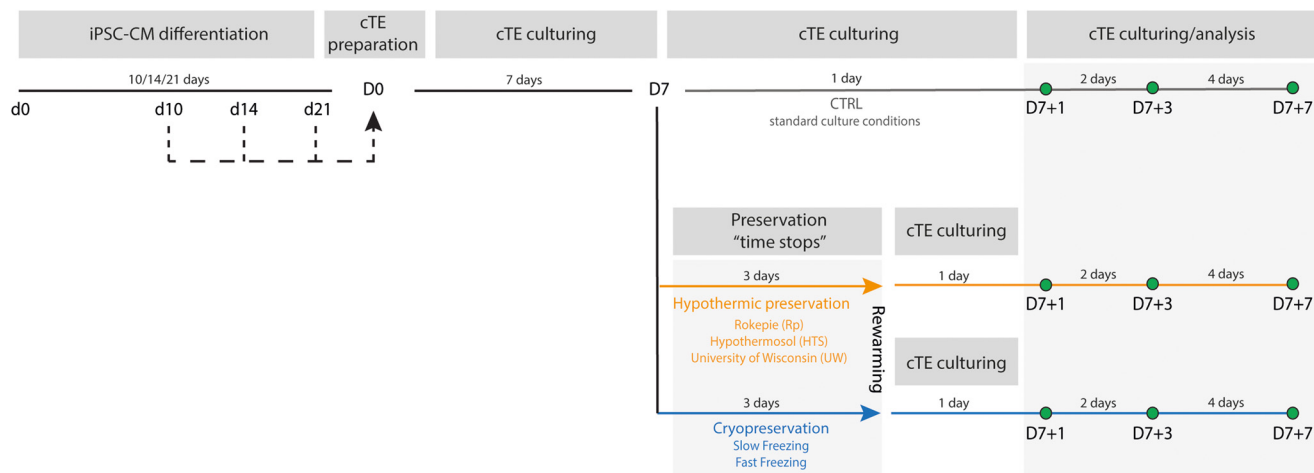 iPSC-CM differentiation
cTE
preparation
cTE culturing
cTE culturing
cTE culturing/analysis
10/14/21 days
7 days
1 day
2 days
4 days
d0
d10
d14
d21
D0
D7
CTRL
standard culture conditions
D7+1
D7+3
D7+7
Preservation
“time stops”
cTE culturing
3 days
1 day
2 days
4 days
Hypothermic preservation
Rokepie (Rp)
Hypothermosol (HTS)
University of Wisconsin (UW)
D7+1
D7+3
D7+7
Rewarming
cTE culturing
3 days
1 day
2 days
4 days
Cryopreservation
Slow Freezing
Fast Freezing
D7+1
D7+3
D7+7